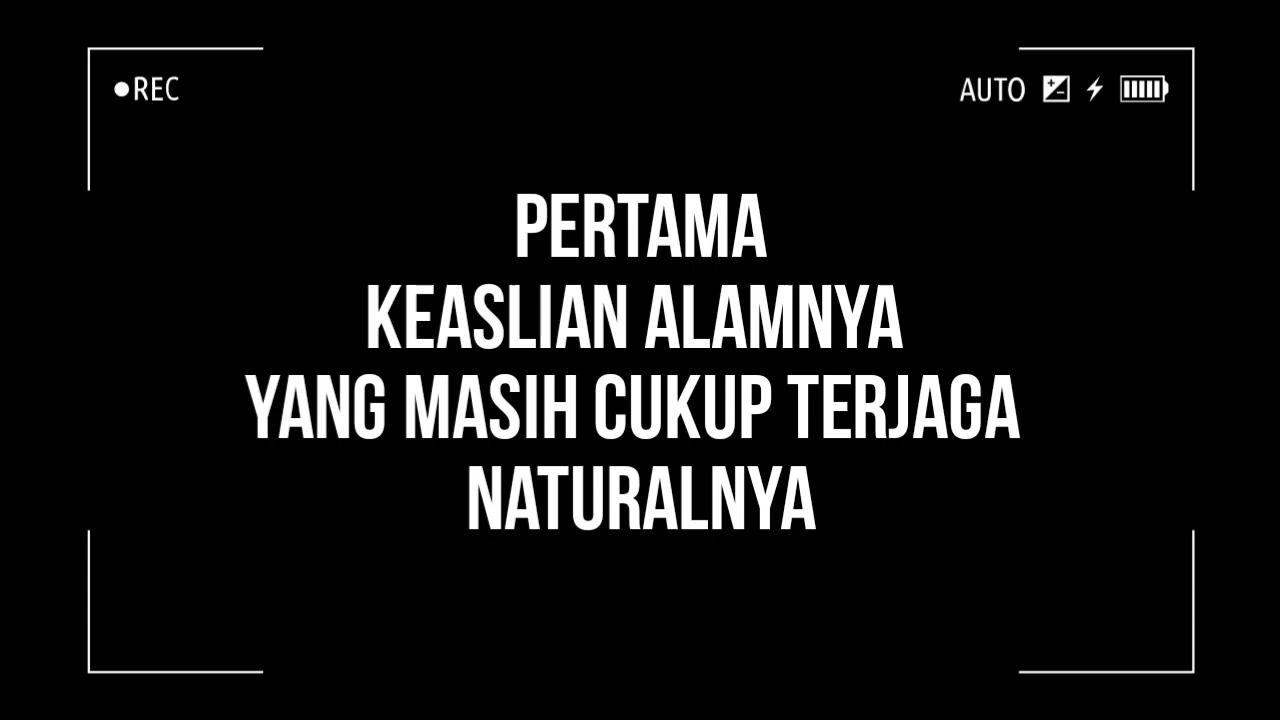 REC
AUTO
PERTAMA
KEASLIAN ALAMNYA
YANG MASIH CUKUP TERJAGA
NATURALNYA